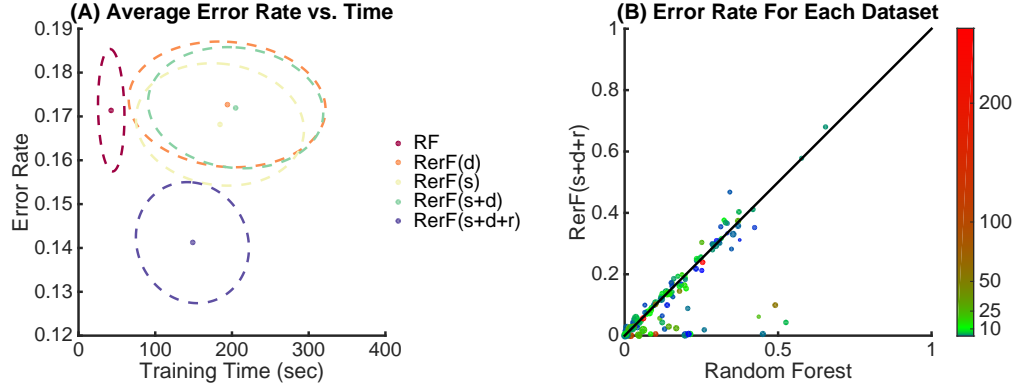 (A) Average Error Rate vs. Time
0.19
0.18
0.17
0.16
0.15
0.14
0.13
0.12
Error Rate
0
100
200
300
400
Training Time (sec)
RF
RerF(d)
RerF(s)
RerF(s+d)
RerF(s+d+r)
(B) Error Rate For Each Dataset
1
0.8
0.6
0.4
0.2
0
RerF(s+d+r)
0
0.5
1
Random Forest
200
100
50
25
10